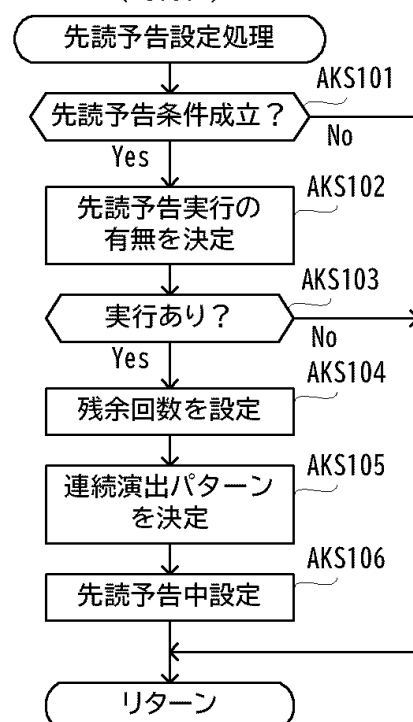 先読予告設定処理
AKS101
先読予告条件成立？
No
Yes
AKS102
先読予告実行の
有無を決定
AKS103
実行あり？
No
Yes
AKS104
残余回数を設定
AKS105
連続演出パターン
を決定
AKS106
先読予告中設定
リターン